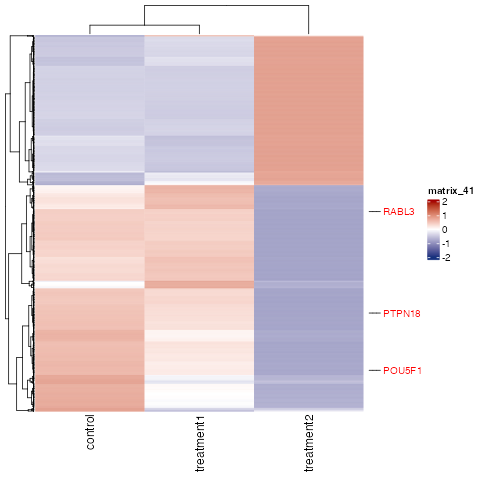 matrix_41
2
1
0
-1
-2
RABL3
PTPN18
POU5F1
control
treatment1
treatment2